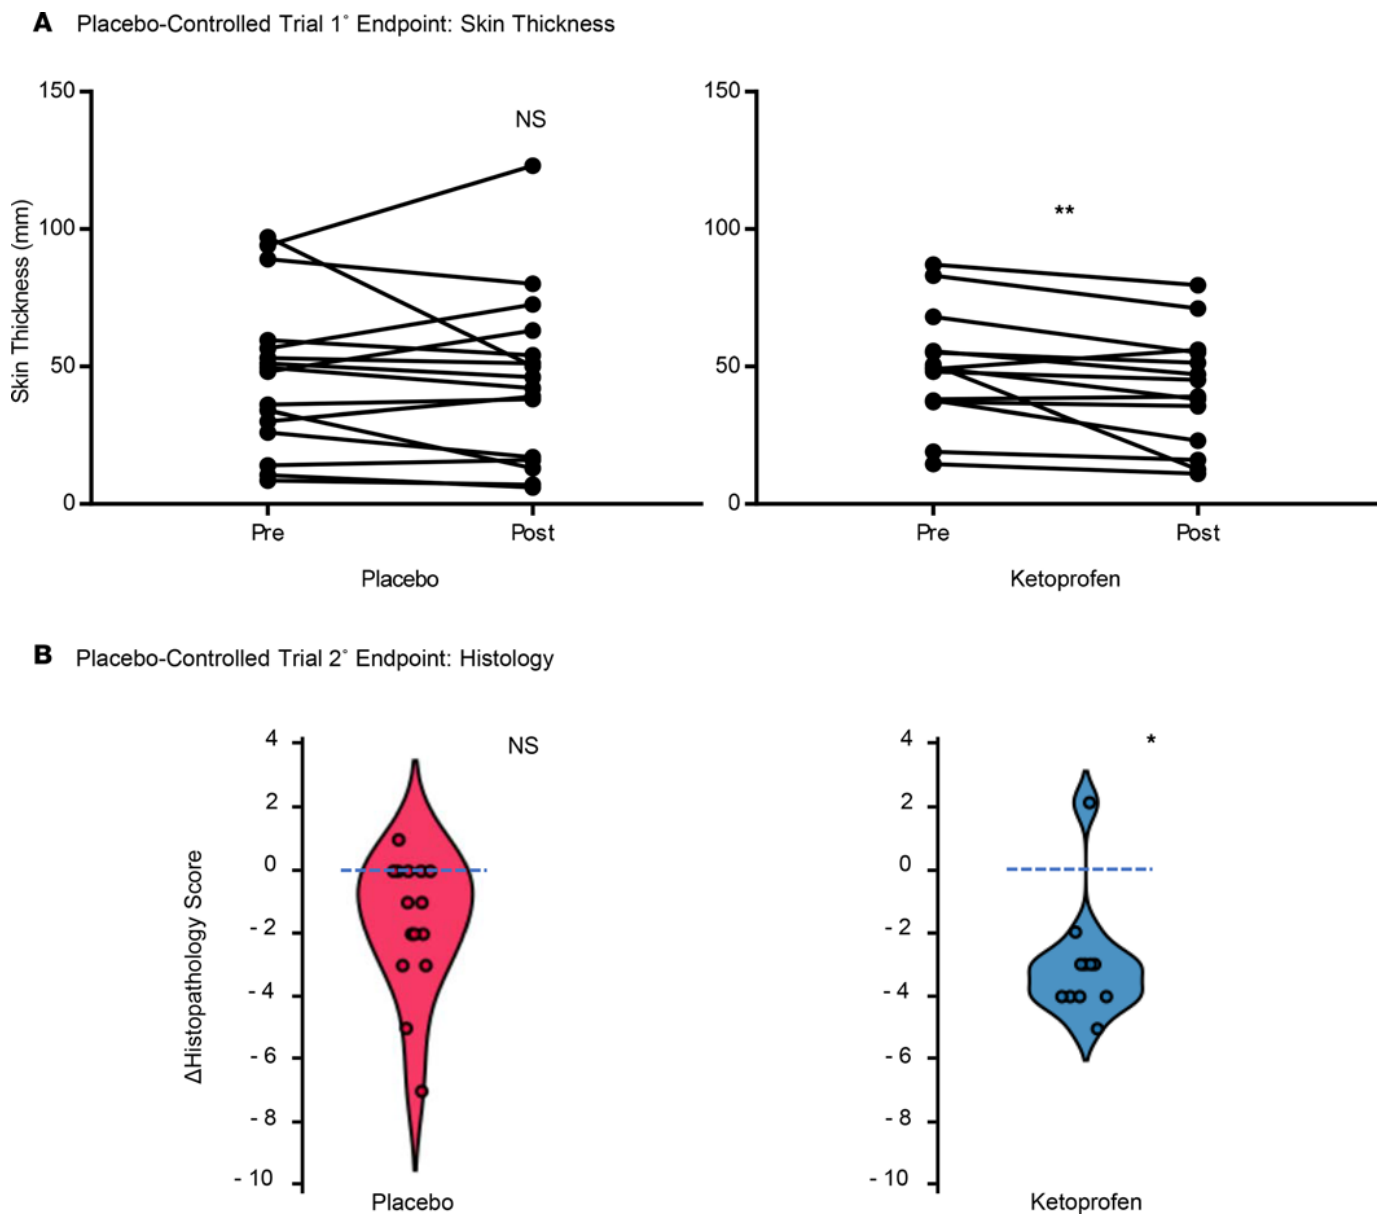 A Placebo-Controlled Trial 1° Endpoint: Skin Thickness
Skin Thickness (mm)
150
100
50
0
NS
Pre
Post
Placebo
150
100
50
0
**
Pre
Post
Ketoprofen
B Placebo-Controlled Trial 2° Endpoint: Histology
ΔHistopathology Score
4
2
0
- 2
- 4
- 6
- 8
- 10
NS
Placebo
4
2
0
- 2
- 4
- 6
- 8
- 10
*
Ketoprofen